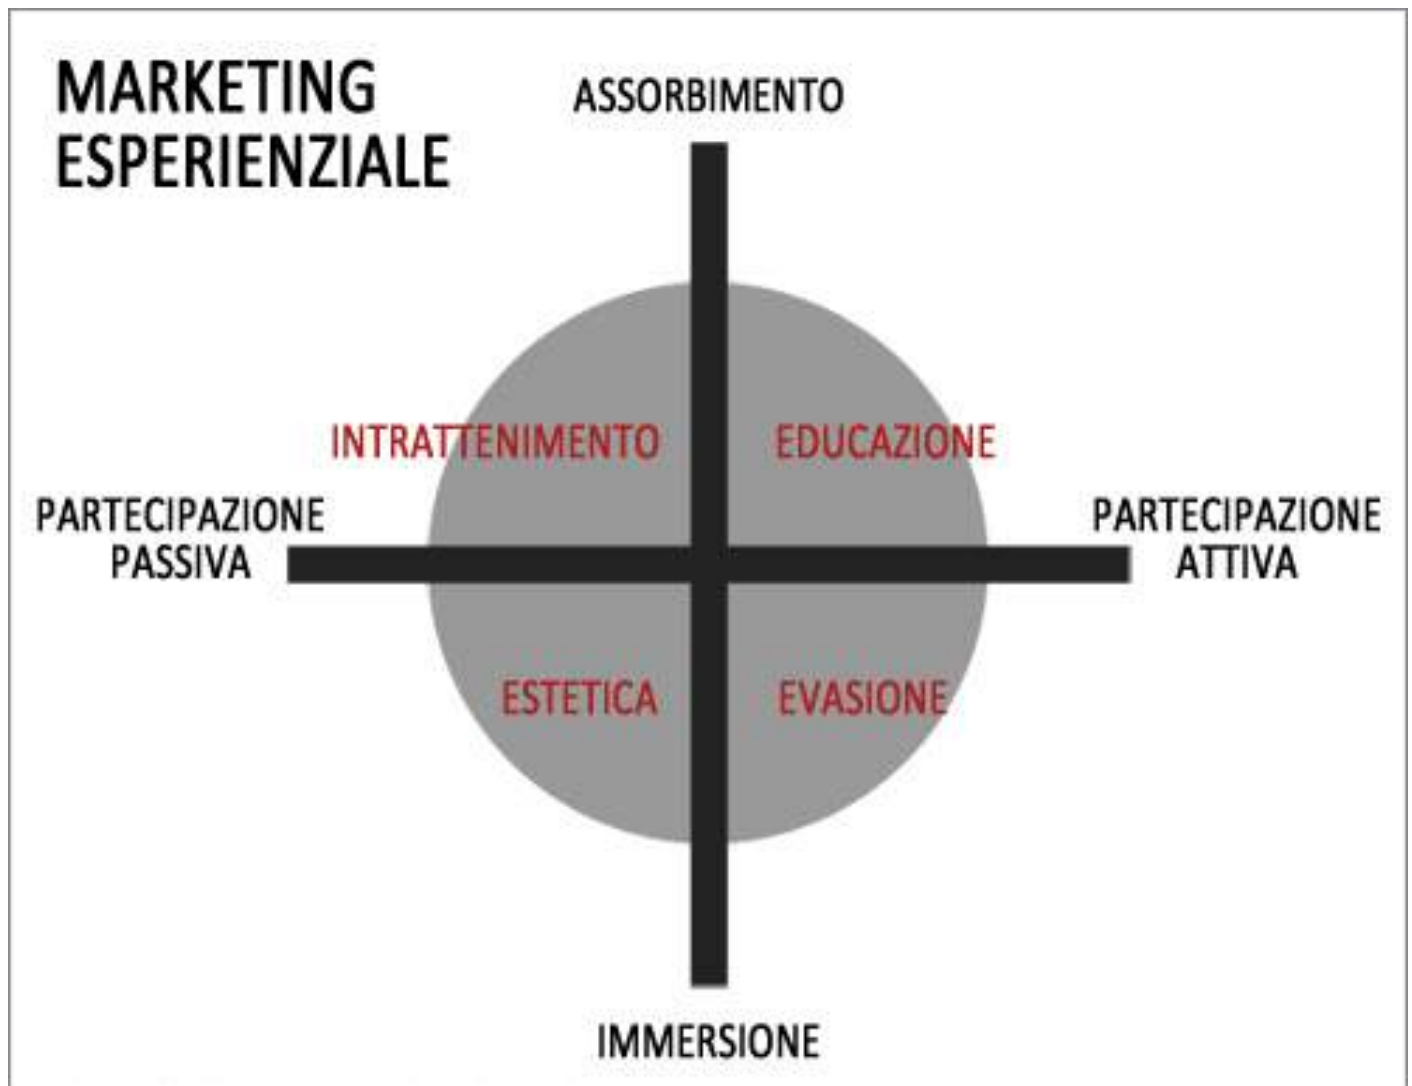 MARKETING
ESPERIENZIALE
ASSORBIMENTO
INTRATTENIMENTO
EDUCAZIONE
PARTECIPAZIONE
PASSIVA
PARTECIPAZIONE
ATTIVA
ESTETICA
EVASIONE
IMMERSIONE